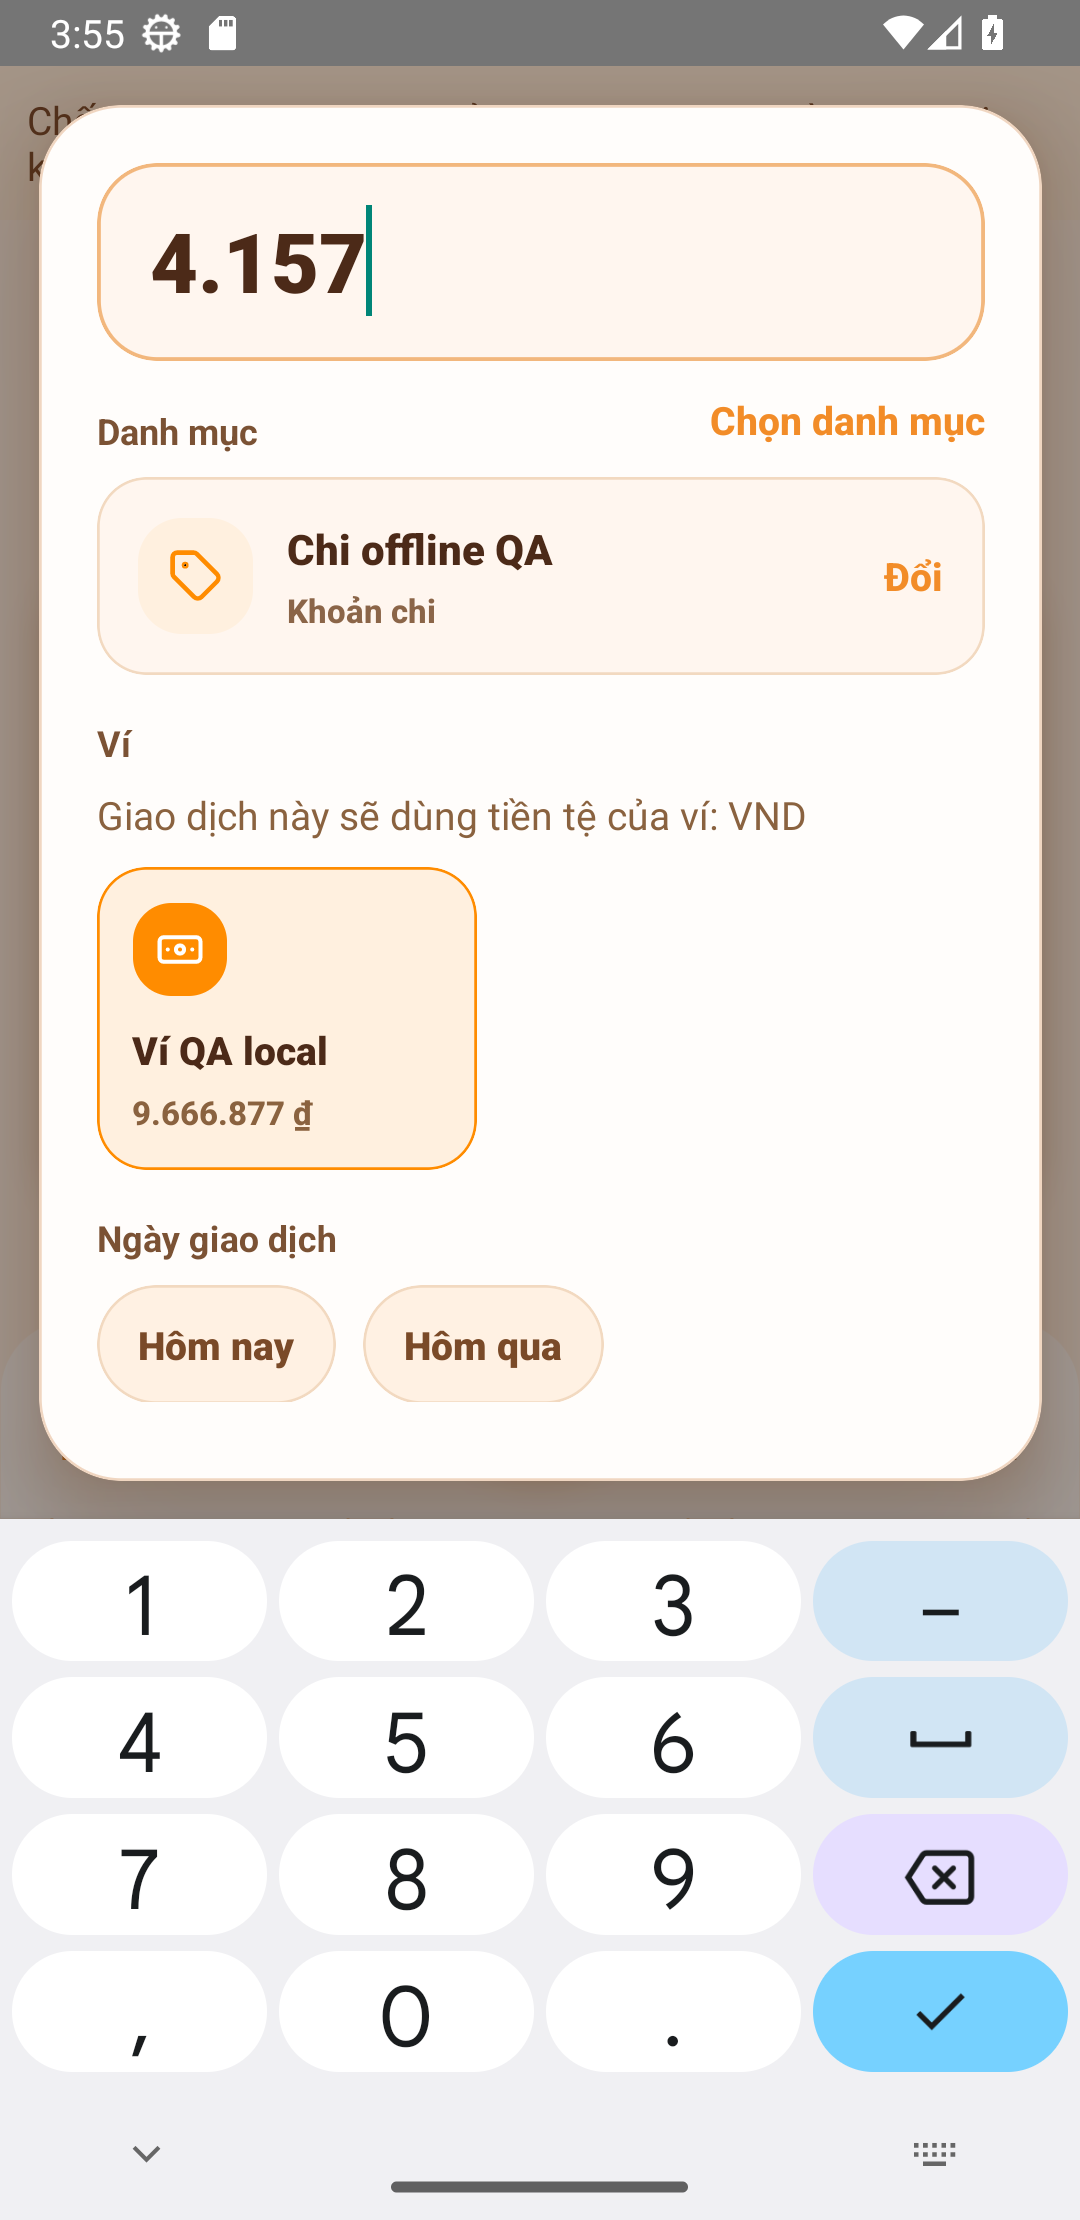 3:55
4.157
Danh mục
Chọn danh mục
Chi offline QA
Khoản chi
Đổi
Ví
Giao dịch này sẽ dùng tiền tệ của ví: VND
Ví QA local
9.666.877 ₫
Ngày giao dịch
Hôm nay
Hôm qua
1 2 3 –
4 5 6
7 8 9
, 0 .